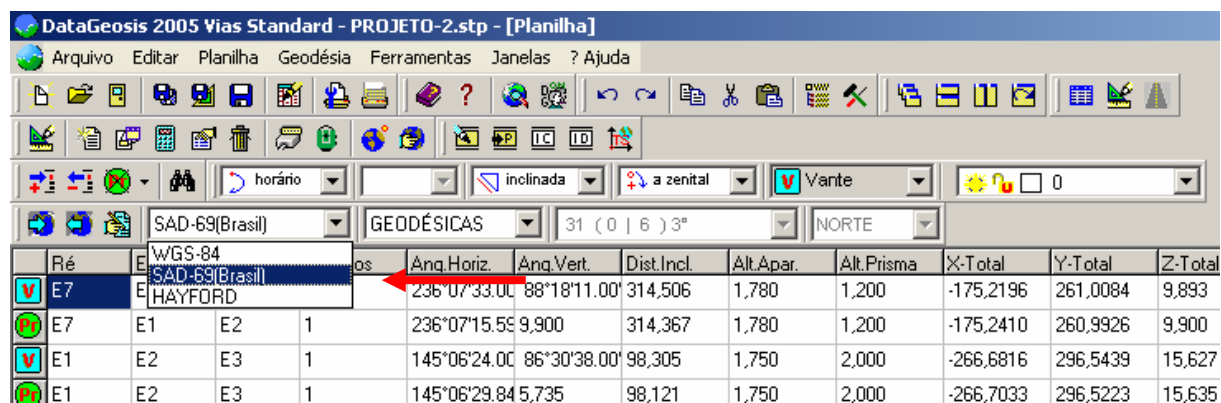 DataGeosis 2005 Vias Standard - PROJETO-2.stp - [Planilha]
Arquivo Editar Planilha Geodésia Ferramentas Janelas ? Ajuda
horário inclinada a zenital V Vante 0
SAD-69(Brasil) GEODÉSICAS 31 ( 0 | 6 ) 3° NORTE
WGS-84
SAD-69(Brasil)
HAYFORD
Ré E os Ang.Horiz. Ang.Vert. Dist.Incl. Alt.Apar. Alt.Prisma X-Total Y-Total Z-Total
V E7 E 236°07'33.00 88°18'11.00' 314,506 1,780 1,200 -175,2196 261,0084 9,893
Pr E7 E1 E2 1 236°07'15.59 9,900 314,367 1,780 1,200 -175,2410 260,9926 9,900
V E1 E2 E3 1 145°06'24.00 86°30'38.00' 98,305 1,750 2,000 -266,6816 296,5439 15,627
Pr E1 E2 E3 1 145°06'29.84 5,735 98,121 1,750 2,000 -266,7033 296,5223 15,635